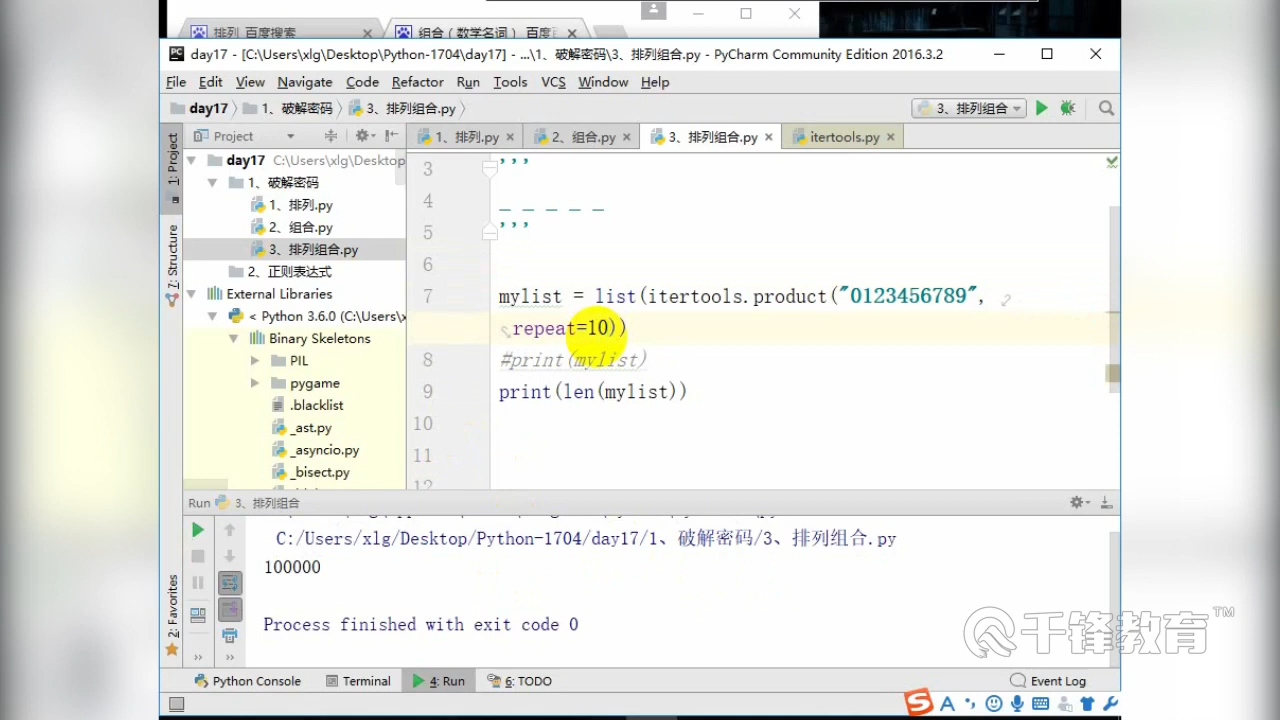 排列_百度搜索
组合（数学名词）_百度
day17 - [C:\Users\xlg\Desktop\Python-1704\day17] - ...\1、破解密码\3、排列组合.py - PyCharm Community Edition 2016.3.2
File Edit View Navigate Code Refactor Run Tools VCS Window Help
day17 1、破解密码 3、排列组合.py
3、排列组合
Project
1、排列.py
2、组合.py
3、排列组合.py
itertools.py
1: Project
7: Structure
2: Favorites
day17 C:\Users\xlg\Desktop
1、破解密码
1、排列.py
2、组合.py
3、排列组合.py
2、正则表达式
External Libraries
< Python 3.6.0 (C:\Users\x
Binary Skeletons
PIL
pygame
.blacklist
_ast.py
_asyncio.py
_bisect.py
3 '''
4 _ _ _ _ _
5 '''
6
7 mylist = list(itertools.product("0123456789",
repeat=10))
8 #print(mylist)
9 print(len(mylist))
10
11
12
Run 3、排列组合
C:/Users/xlg/Desktop/Python-1704/day17/1、破解密码/3、排列组合.py
100000
Process finished with exit code 0
千锋教育™
Python Console Terminal 4: Run 6: TODO Event Log